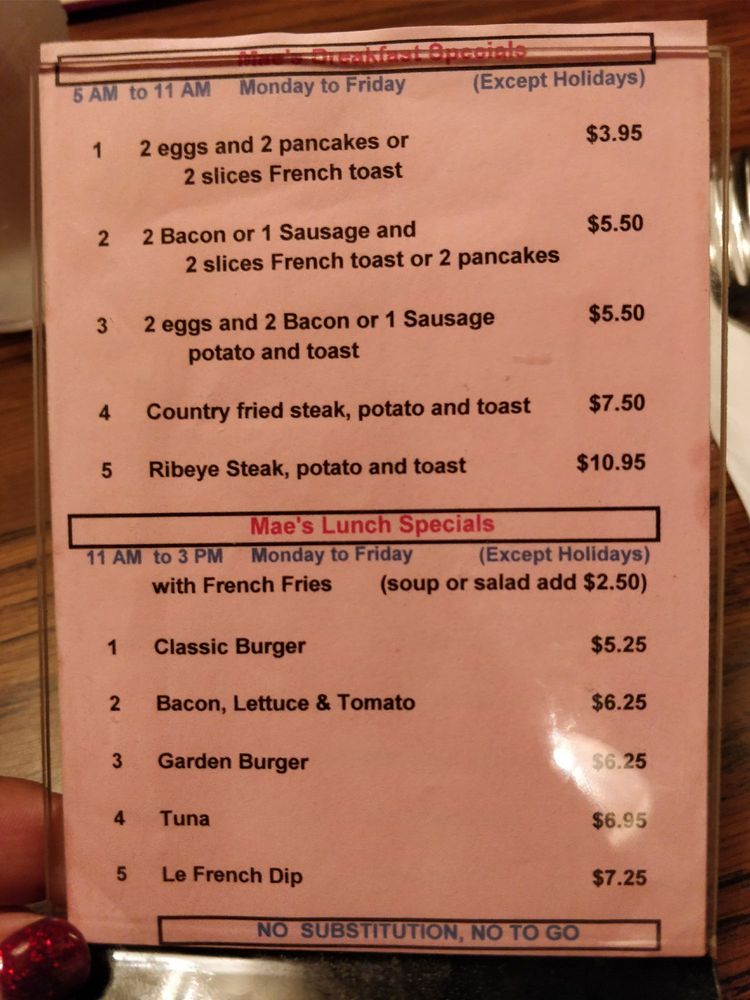 Mae's Breakfast Specials
5 AM to 11 AM Monday to Friday (Except Holidays)
1 2 eggs and 2 pancakes or $3.95
2 slices French toast
2 2 Bacon or 1 Sausage and $5.50
2 slices French toast or 2 pancakes
3 2 eggs and 2 Bacon or 1 Sausage $5.50
potato and toast
4 Country fried steak, potato and toast $7.50
5 Ribeye Steak, potato and toast $10.95
Mae's Lunch Specials
11 AM to 3 PM Monday to Friday (Except Holidays)
with French Fries (soup or salad add $2.50)
1 Classic Burger $5.25
2 Bacon, Lettuce & Tomato $6.25
3 Garden Burger $6.25
4 Tuna $6.95
5 Le French Dip $7.25
NO SUBSTITUTION, NO TO GO